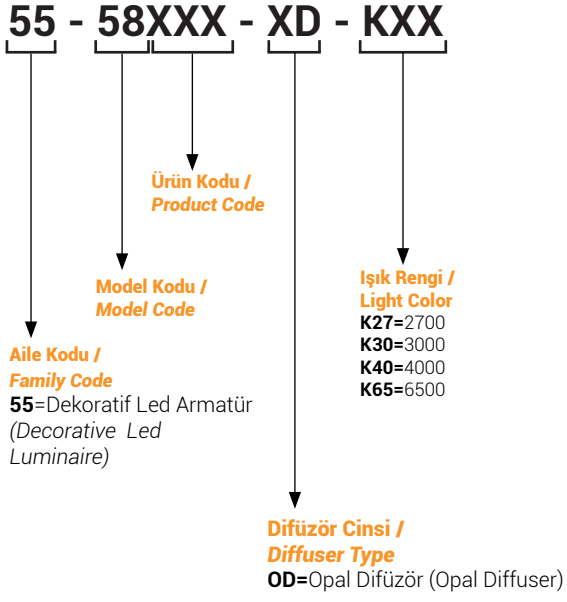 55 - 58XXX - XD - KXX
Ürün Kodu /
Product Code
Model Kodu /
Model Code
Aile Kodu /
Family Code
55=Dekoratif Led Armatür
(Decorative Led
Luminaire)
Işık Rengi /
Light Color
K27=2700
K30=3000
K40=4000
K65=6500
Difüzör Cinsi /
Diffuser Type
OD=Opal Difüzör (Opal Diffuser)